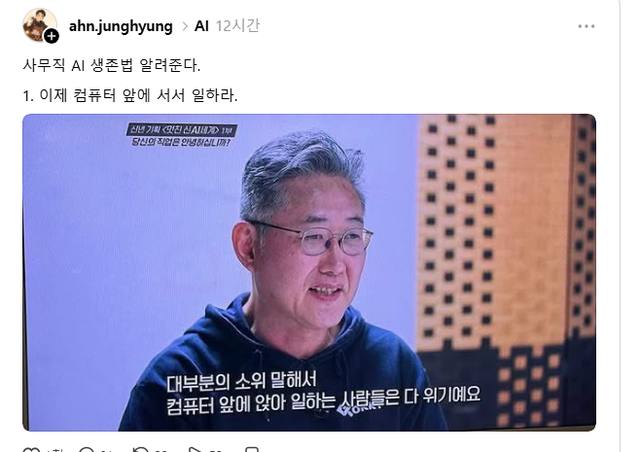 ahn.junghyung > AI 12시간
사무직 AI 생존법 알려준다.
1. 이제 컴퓨터 앞에 서서 일하라.
신년 기획 <멋진 신AI세계> 1부
당신의 직업은 안녕하십니까?
대부분의 소위 말해서
컴퓨터 앞에 앉아 일하는 사람들은 다 위기예요